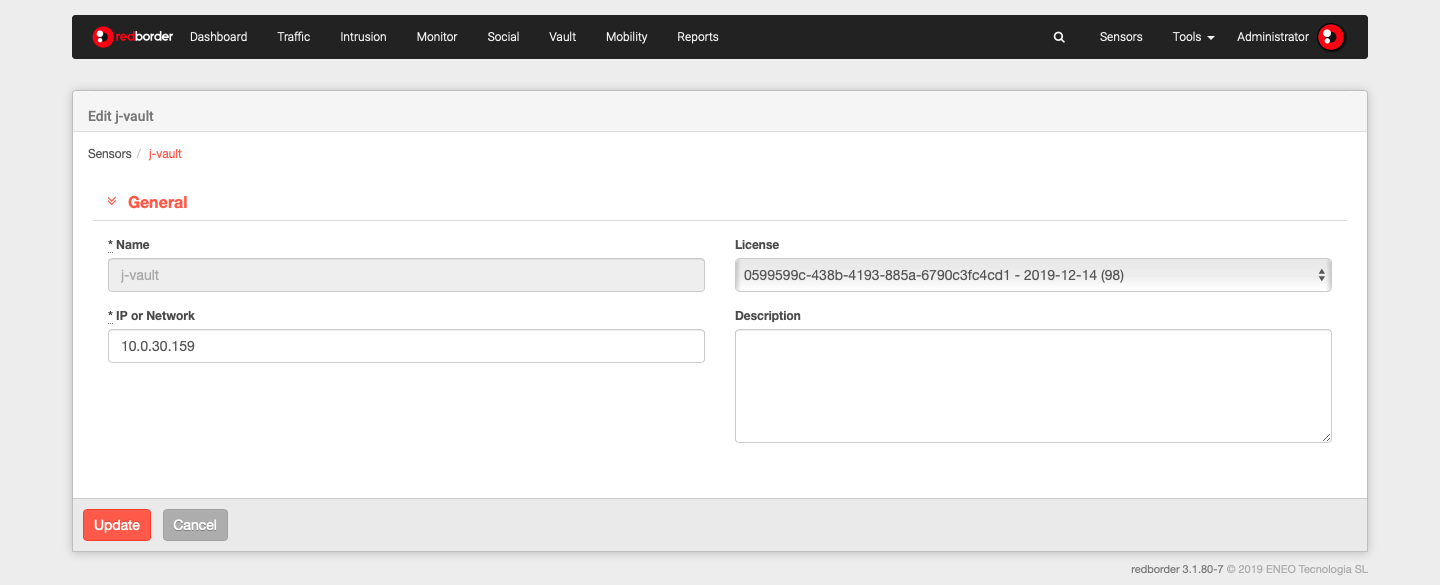 redborder Dashboard Traffic Intrusion Monitor Social Vault Mobility Reports Sensors Tools Administrator
Edit j-vault
Sensors / j-vault
General
* Name
j-vault
License
0599599c-438b-4193-885a-6790c3fc4cd1 - 2019-12-14 (98)
* IP or Network
10.0.30.159
Description
Update Cancel
redborder 3.1.80-7 © 2019 ENEO Tecnologia SL